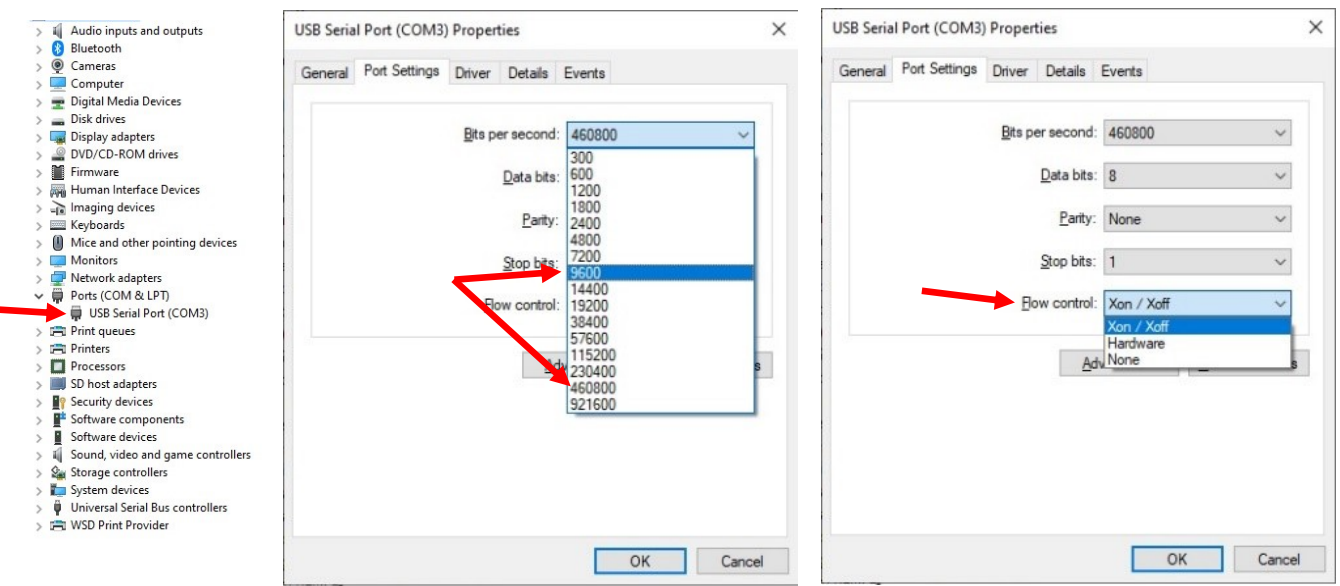 Audio inputs and outputs
Bluetooth
Cameras
Computer
Digital Media Devices
Disk drives
Display adapters
DVD/CD-ROM drives
Firmware
Human Interface Devices
Imaging devices
Keyboards
Mice and other pointing devices
Monitors
Network adapters
Ports (COM & LPT)
USB Serial Port (COM3)
Print queues
Printers
Processors
SD host adapters
Security devices
Software components
Software devices
Sound, video and game controllers
Storage controllers
System devices
Universal Serial Bus controllers
WSD Print Provider
USB Serial Port (COM3) Properties
General Port Settings Driver Details Events
Bits per second: 460800
300
Data bits: 600
1200
1800
Parity: 2400
4800
Stop bits: 7200
9600
14400
Flow control: 19200
38400
57600
115200
230400
460800
921600
OK Cancel
USB Serial Port (COM3) Properties
General Port Settings Driver Details Events
Bits per second: 460800
Data bits: 8
Parity: None
Stop bits: 1
Flow control: Xon / Xoff
Xon / Xoff
Hardware
None
OK Cancel